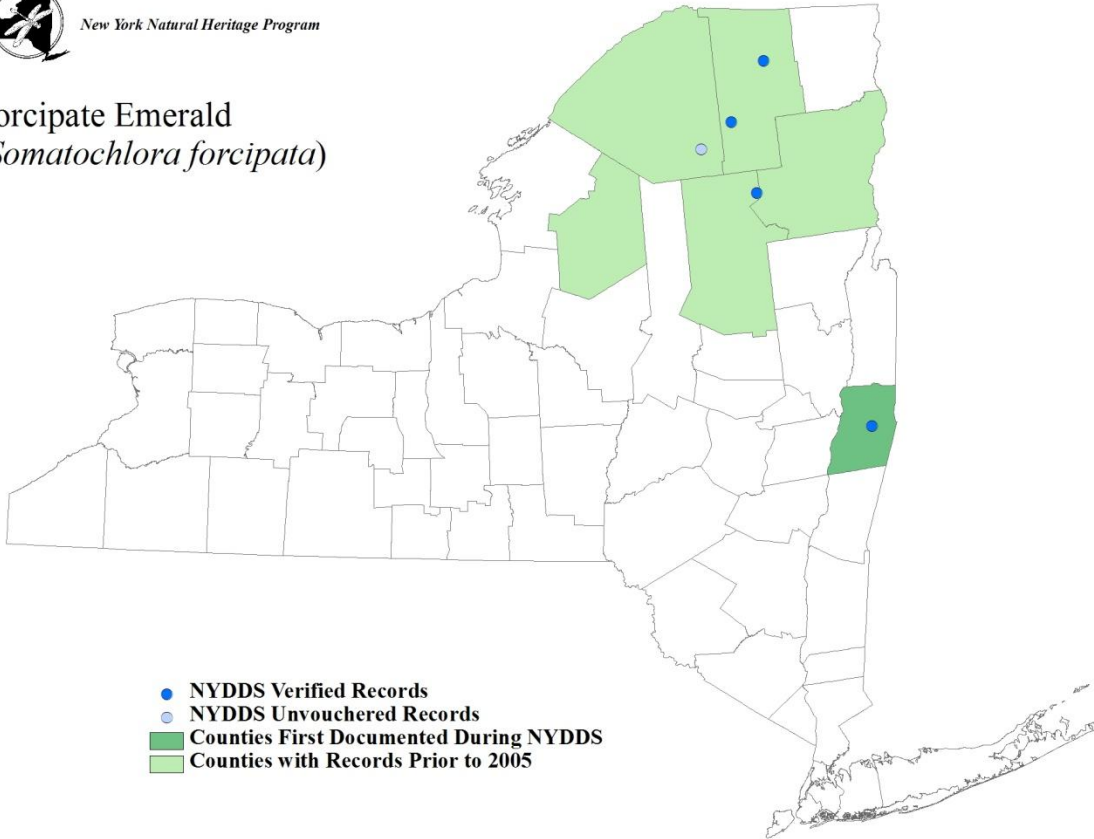 New York Natural Heritage Program
orcipate Emerald
Somatochlora forcipata)
NYDDS Verified Records
NYDDS Unvouchered Records
Counties First Documented During NYDDS
Counties with Records Prior to 2005